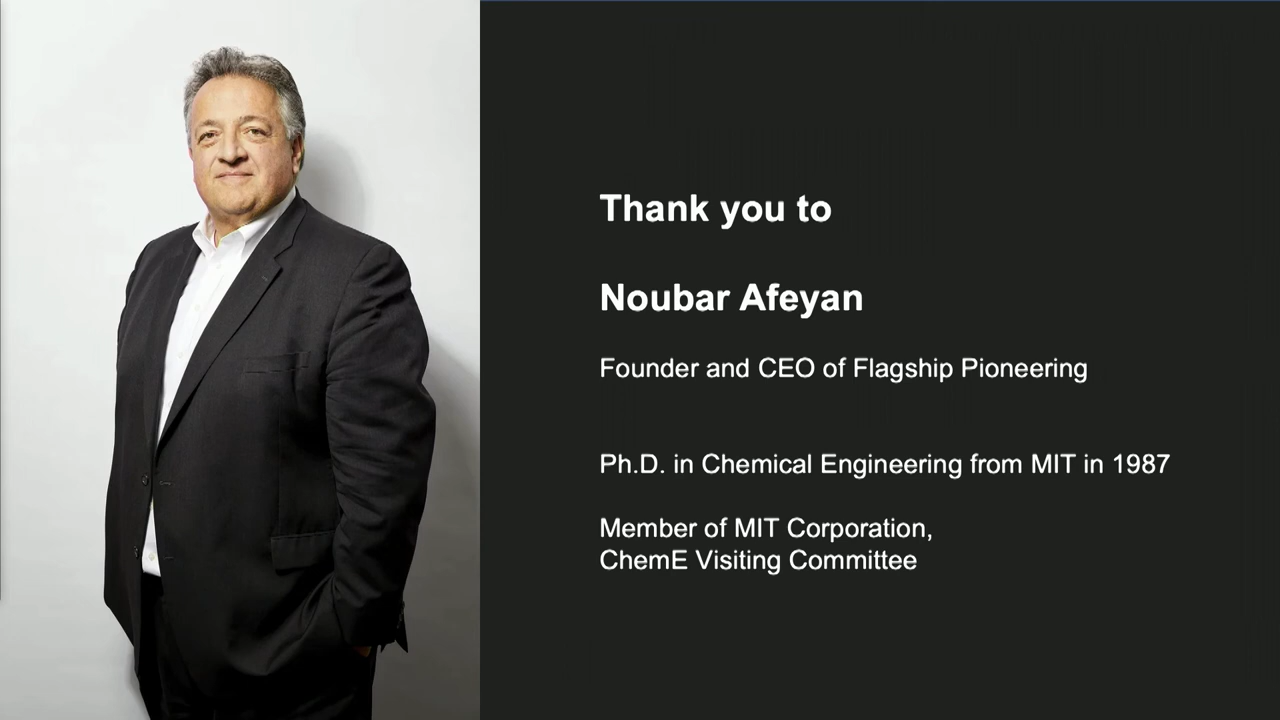 Thank you to
Noubar Afeyan
Founder and CEO of Flagship Pioneering
Ph.D. in Chemical Engineering from MIT in 1987
Member of MIT Corporation,
ChemE Visiting Committee